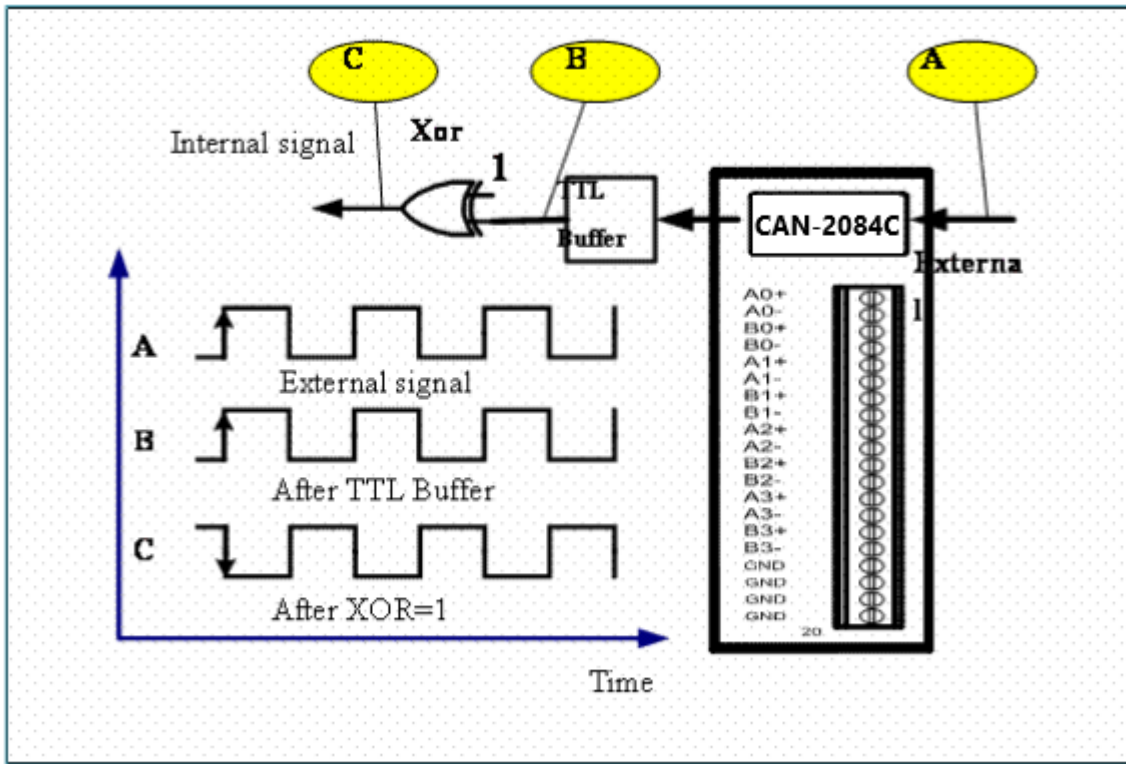 C
B
A
Xor
Internal signal
1
TTL
Buffer
CAN-2084C
Externa
l
A0+
A0-
B0+
B0-
A1+
A1-
B1+
B1-
A2+
A2-
B2+
B2-
A3+
A3-
B3+
B3-
GND
GND
GND
GND
20
A
External signal
B
After TTL Buffer
C
After XOR=1
Time